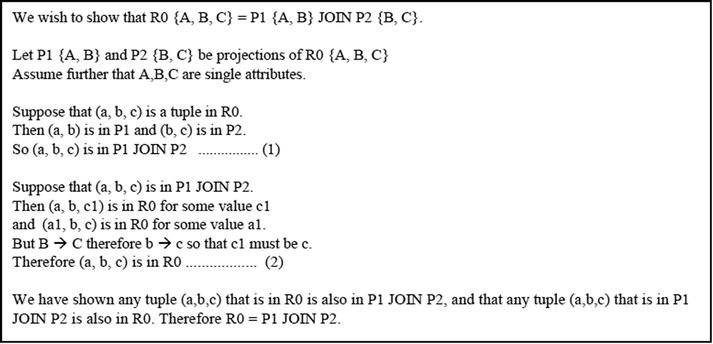 We wish to show that R0 {A, B, C} = P1 {A, B} JOIN P2 {B, C}.
Let P1 {A, B} and P2 {B, C} be projections of R0 {A, B, C}
Assume further that A,B,C are single attributes.
Suppose that (a, b, c) is a tuple in R0.
Then (a, b) is in P1 and (b, c) is in P2.
So (a, b, c) is in P1 JOIN P2 ................ (1)
Suppose that (a, b, c) is in P1 JOIN P2.
Then (a, b, c1) is in R0 for some value c1
and (a1, b, c) is in R0 for some value a1.
But B → C therefore b → c so that c1 must be c.
Therefore (a, b, c) is in R0 .................. (2)
We have shown any tuple (a,b,c) that is in R0 is also in P1 JOIN P2, and that any tuple (a,b,c) that is in P1
JOIN P2 is also in R0. Therefore R0 = P1 JOIN P2.